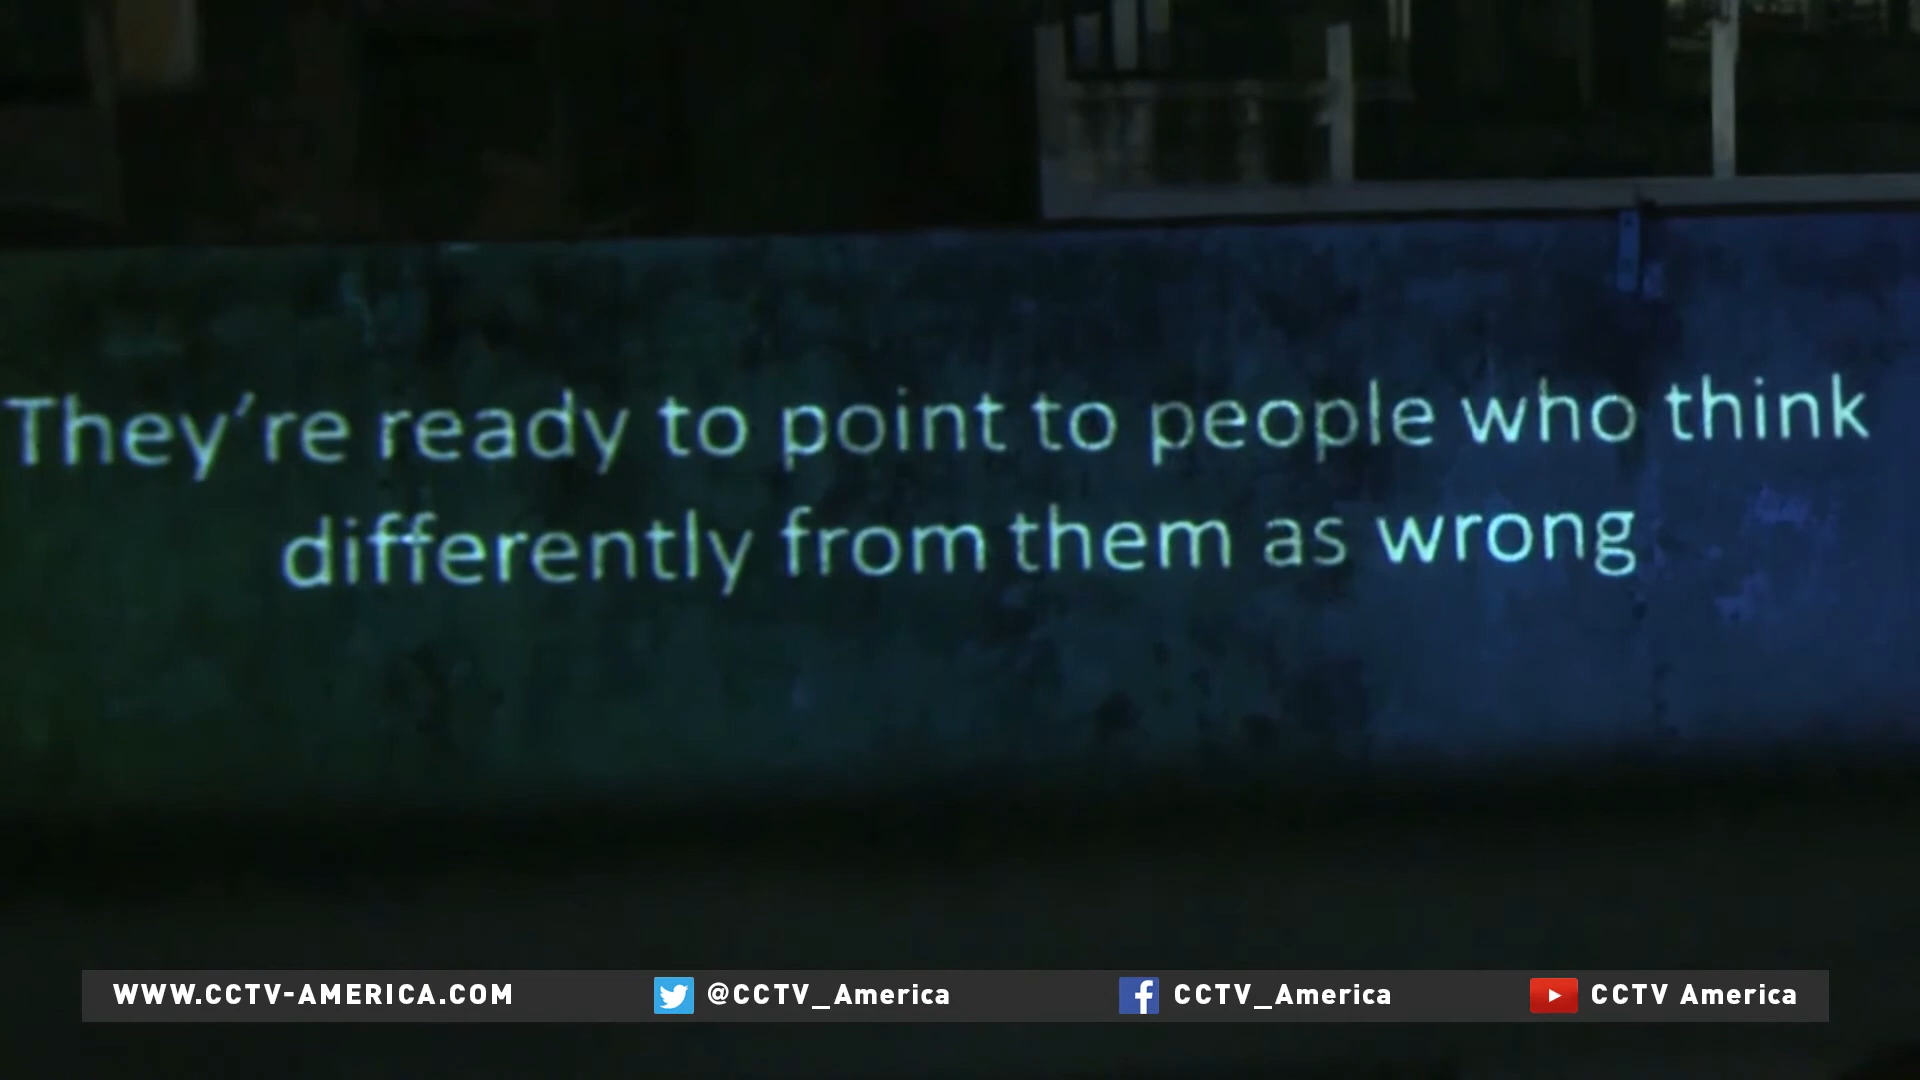 They're ready to point to people who think
differently from them as wrong
WWW.CCTV-AMERICA.COM @CCTV_America CCTV_America CCTV America